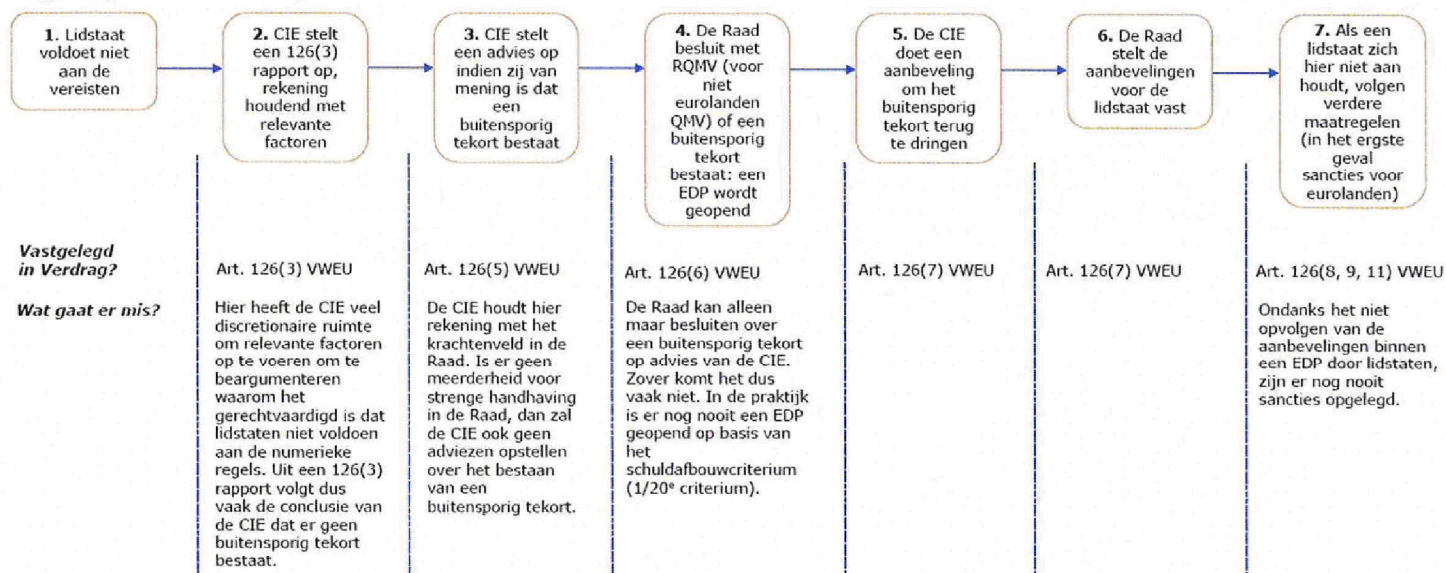 1. Lidstaat
voldoet niet
aan de
vereisten
2. CIE stelt
een 126(3)
rapport op,
rekening
houdend met
relevante
factoren
3. CIE stelt
een advies op
indien zij van
mening is dat
een
buitensporig
tekort bestaat
4. De Raad
besluit met
RQMV (voor
niet
eurolanden
QMV) of een
buitensporig
tekort
bestaat: een
EDP wordt
geopend
5. De CIE
doet een
aanbeveling
om het
buitensporig
tekort terug
te dringen
6. De Raad
stelt de
aanbevelingen
voor de
lidstaat vast
7. Als een
lidstaat zich
hier niet aan
houdt, volgen
verdere
maatregelen
(in het ergste
geval
sancties voor
eurolanden)
Vastgelegd
in Verdrag?
Art. 126(3) VWEU
Art. 126(5) VWEU
Art. 126(6) VWEU
Art. 126(7) VWEU
Art. 126(7) VWEU
Art. 126(8, 9, 11) VWEU
Wat gaat er mis?
Hier heeft de CIE veel
discretionaire ruimte
om relevante factoren
op te voeren om te
beargumenteren
waarom het
gerechtvaardigd is dat
lidstaten niet voldoen
aan de numerieke
regels. Uit een 126(3)
rapport volgt dus
vaak de conclusie van
de CIE dat er geen
buitensporig tekort
bestaat.
De CIE houdt hier
rekening met het
krachtenveld in de
Raad. Is er geen
meerderheid voor
strenge handhaving
in de Raad, dan zal
de CIE ook geen
adviezen opstellen
over het bestaan
van een
buitensporig tekort.
De Raad kan alleen
maar besluiten over
een buitensporig tekort
op advies van de CIE.
Zover komt het dus
vaak niet. In de praktijk
is er nog nooit een EDP
geopend op basis van
het
schuldafbouwcriterium
(1/20ᵉ criterium).
Ondanks het niet
opvolgen van de
aanbevelingen binnen
een EDP door lidstaten,
zijn er nog nooit
sancties opgelegd.